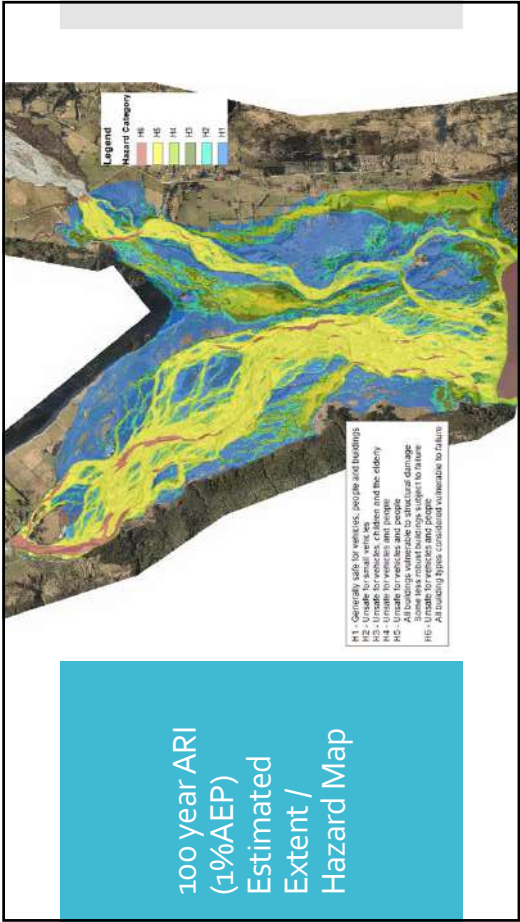 100 year ARI
(1%AEP)
Estimated
Extent /
Hazard Map
H1 - Generally safe for vehicles, people and buildings
H2 - Unsafe for small vehicles
H3 - Unsafe for vehicles, children and the elderly
H4 - Unsafe for vehicles and people
H5 - Unsafe for vehicles and people
All buildings vulnerable to structural damage
Some less robust buildings subject to failure
H6 - Unsafe for vehicles and people
All building types considered vulnerable to failure
Legend
Hazard Category
H6
H5
H4
H3
H2
H1